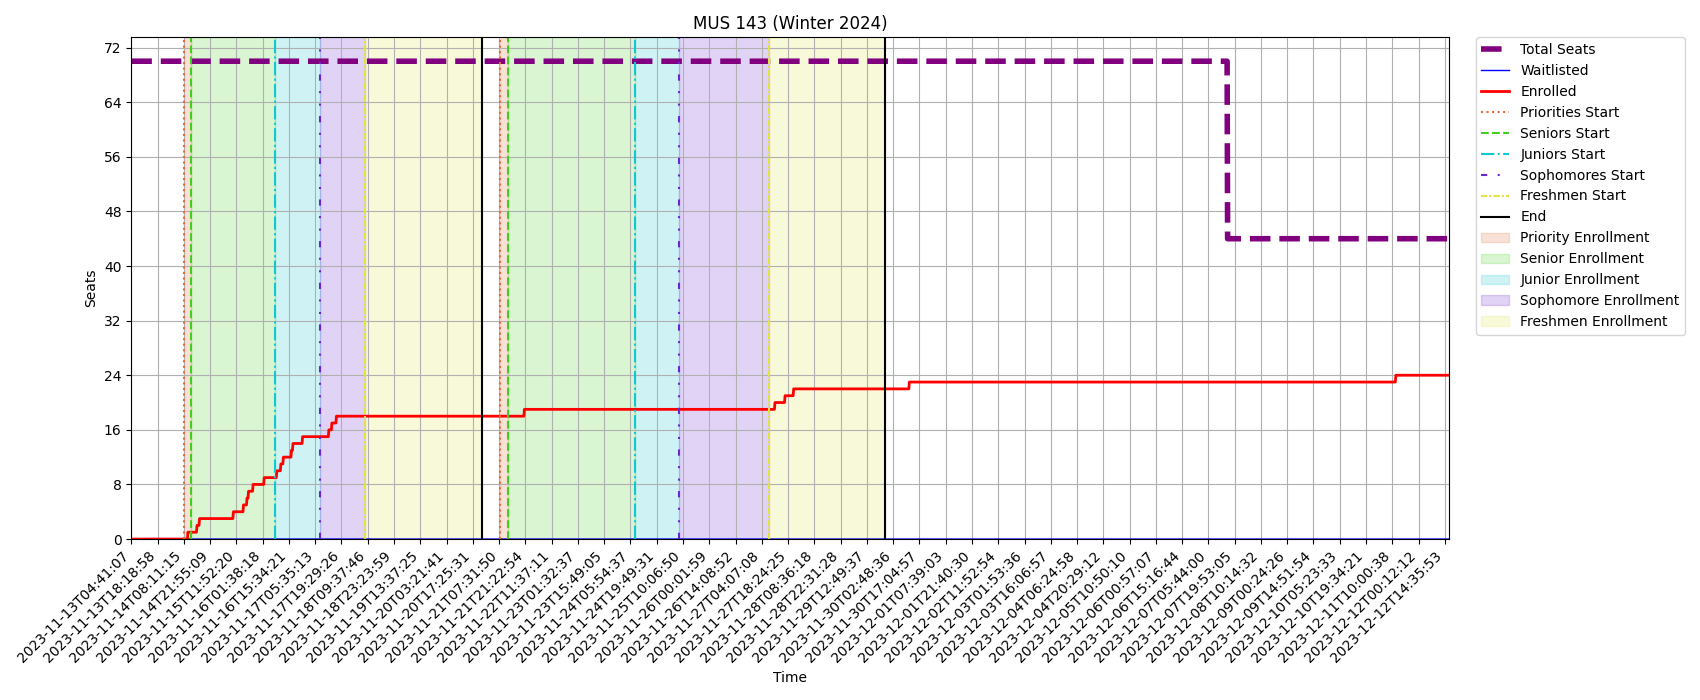 MUS 143 (Winter 2024)
Seats
72
64
56
48
40
32
24
16
8
0
2023-11-13T04:41:07
2023-11-13T18:18:58
2023-11-14T08:11:15
2023-11-14T21:55:09
2023-11-15T11:52:20
2023-11-16T01:38:18
2023-11-16T15:34:21
2023-11-17T05:35:13
2023-11-17T19:29:26
2023-11-18T09:37:46
2023-11-18T23:23:59
2023-11-19T13:37:25
2023-11-20T03:21:41
2023-11-20T17:25:31
2023-11-21T07:31:50
2023-11-21T21:22:54
2023-11-22T11:37:11
2023-11-23T01:32:37
2023-11-23T15:49:05
2023-11-24T05:54:37
2023-11-24T19:49:31
2023-11-25T10:06:50
2023-11-26T00:01:59
2023-11-26T14:08:52
2023-11-27T04:07:08
2023-11-27T18:24:25
2023-11-28T08:36:18
2023-11-28T22:31:28
2023-11-29T12:49:37
2023-11-30T02:48:36
2023-11-30T17:04:57
2023-12-01T07:39:03
2023-12-01T21:40:30
2023-12-02T11:52:54
2023-12-03T01:53:36
2023-12-03T16:06:57
2023-12-04T06:24:58
2023-12-04T20:29:12
2023-12-05T10:50:10
2023-12-06T00:57:07
2023-12-06T15:16:44
2023-12-07T05:44:00
2023-12-07T19:53:05
2023-12-08T10:14:32
2023-12-09T00:24:26
2023-12-09T14:51:54
2023-12-10T05:23:33
2023-12-10T19:34:21
2023-12-11T10:00:38
2023-12-12T00:12:12
2023-12-12T14:35:53
Time
Total Seats
Waitlisted
Enrolled
Priorities Start
Seniors Start
Juniors Start
Sophomores Start
Freshmen Start
End
Priority Enrollment
Senior Enrollment
Junior Enrollment
Sophomore Enrollment
Freshmen Enrollment